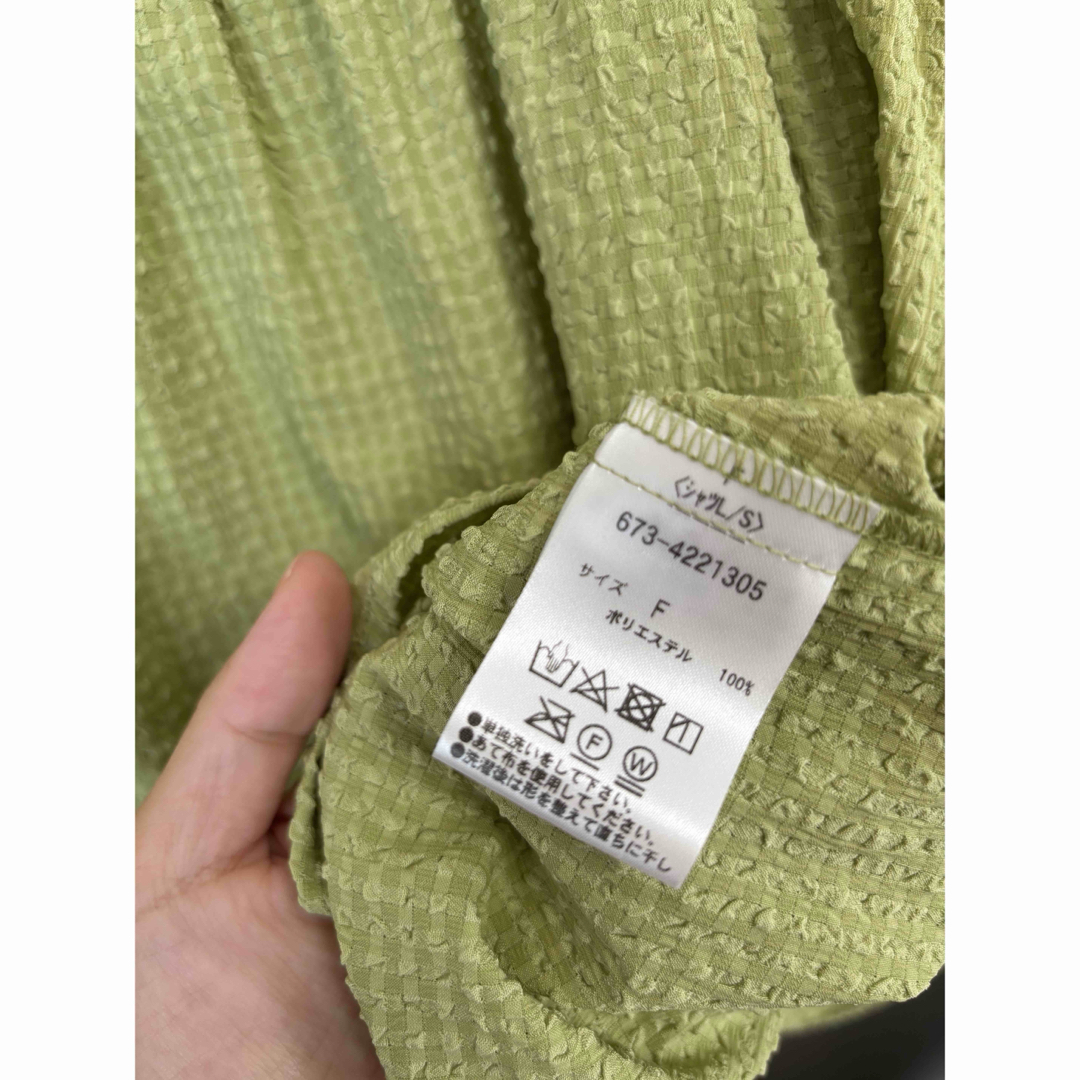 〈シャツL/S〉
673-4221305
サイズ F
ポリエステル 100%
F W
●単独洗いをして下さい。
●あて布を使用してください。
●洗濯後は形を整えて直ちに干し